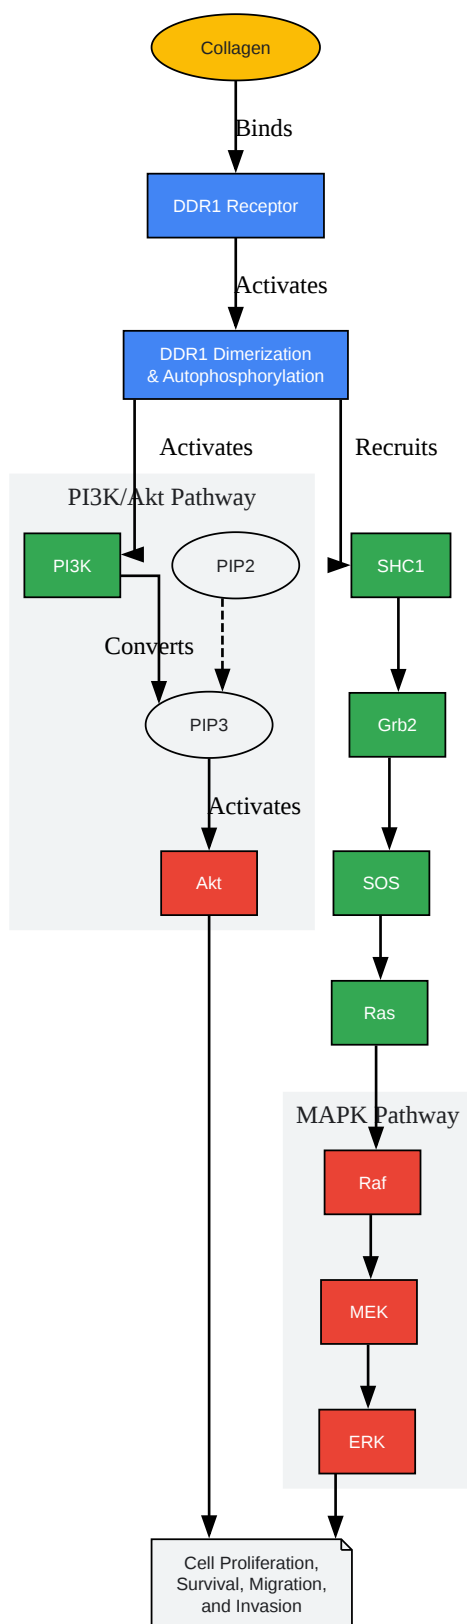 Collagen
Binds
DDR1 Receptor
Activates
DDR1 Dimerization
& Autophosphorylation
Activates
Recruits
PI3K/Akt Pathway
PI3K
PIP2
SHC1
Converts
PIP3
Grb2
Activates
Akt
SOS
Ras
MAPK Pathway
Raf
MEK
ERK
Cell Proliferation,
Survival, Migration,
and Invasion